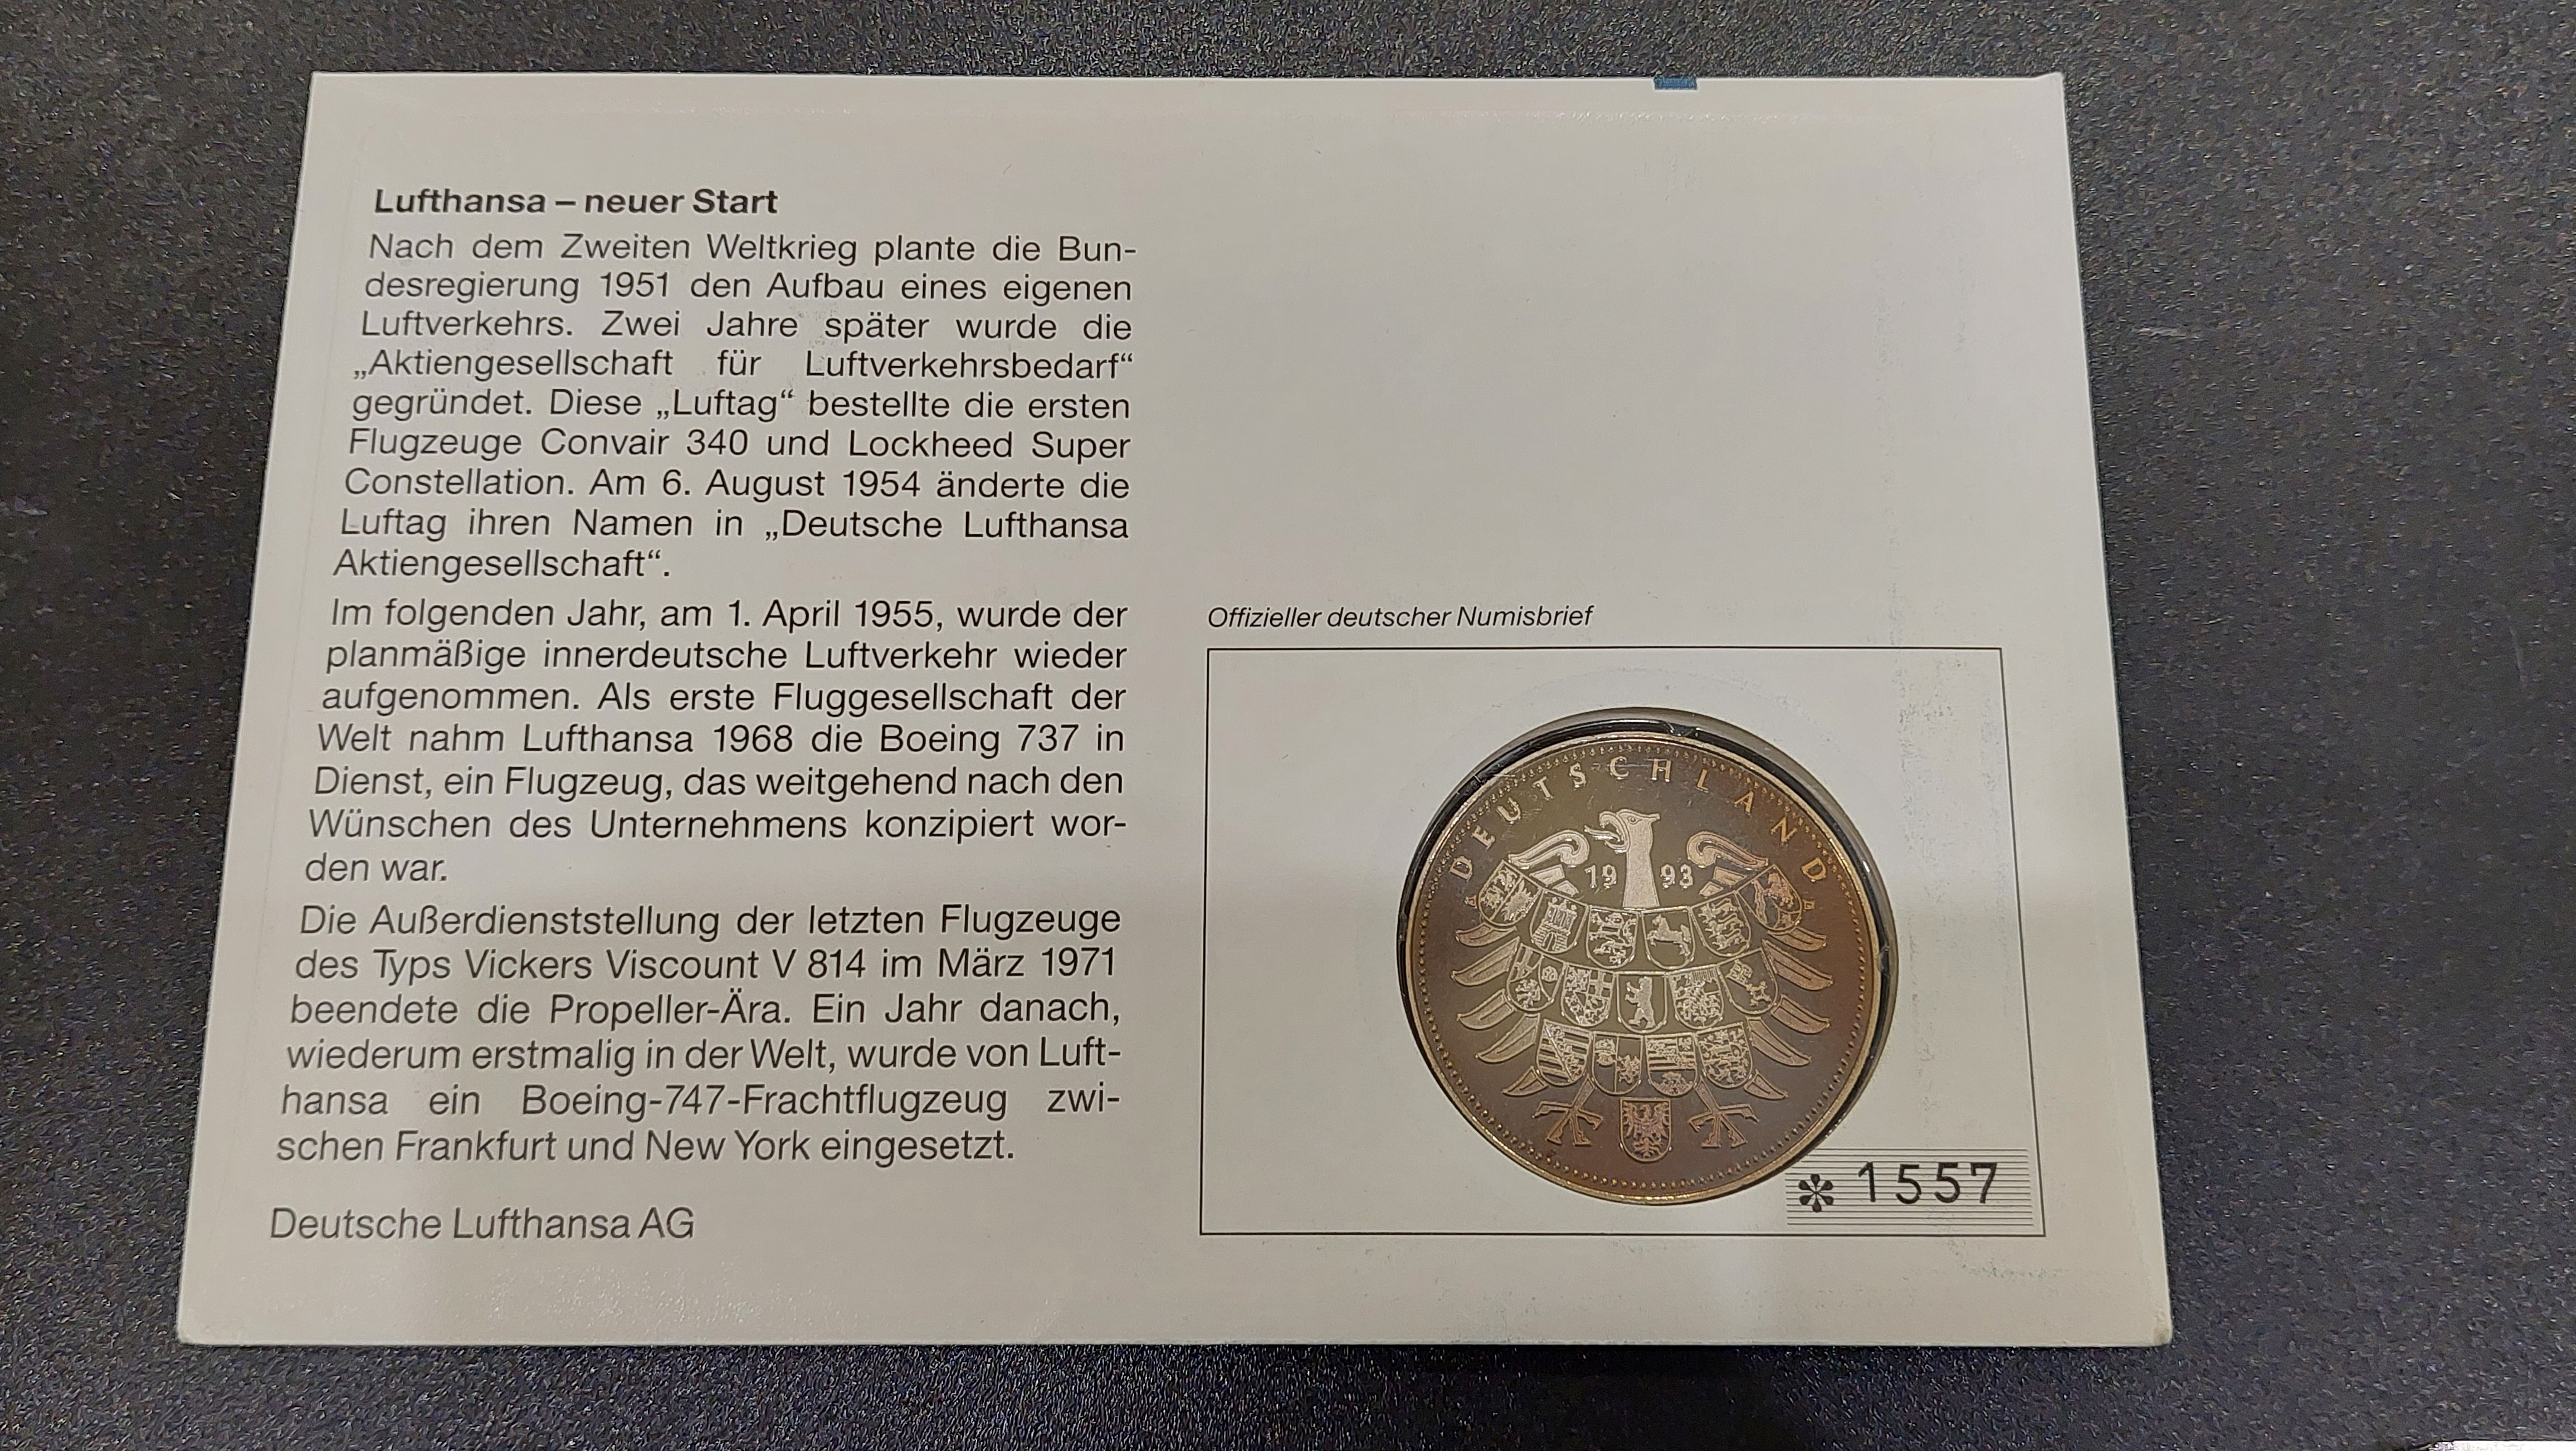 Lufthansa – neuer Start
Nach dem Zweiten Weltkrieg plante die Bun-
desregierung 1951 den Aufbau eines eigenen
Luftverkehrs. Zwei Jahre später wurde die
„Aktiengesellschaft für Luftverkehrsbedarf“
gegründet. Diese „Luftag“ bestellte die ersten
Flugzeuge Convair 340 und Lockheed Super
Constellation. Am 6. August 1954 änderte die
Luftag ihren Namen in „Deutsche Lufthansa
Aktiengesellschaft“.
Im folgenden Jahr, am 1. April 1955, wurde der
planmäßige innerdeutsche Luftverkehr wieder
aufgenommen. Als erste Fluggesellschaft der
Welt nahm Lufthansa 1968 die Boeing 737 in
Dienst, ein Flugzeug, das weitgehend nach den
Wünschen des Unternehmens konzipiert wor-
den war.
Die Außerdienststellung der letzten Flugzeuge
des Typs Vickers Viscount V 814 im März 1971
beendete die Propeller-Ära. Ein Jahr danach,
wiederum erstmalig in der Welt, wurde von Luft-
hansa ein Boeing-747-Frachtflugzeug zwi-
schen Frankfurt und New York eingesetzt.
Deutsche Lufthansa AG
Offizieller deutscher Numisbrief
DEUTSCHLAND
1993
* 1557